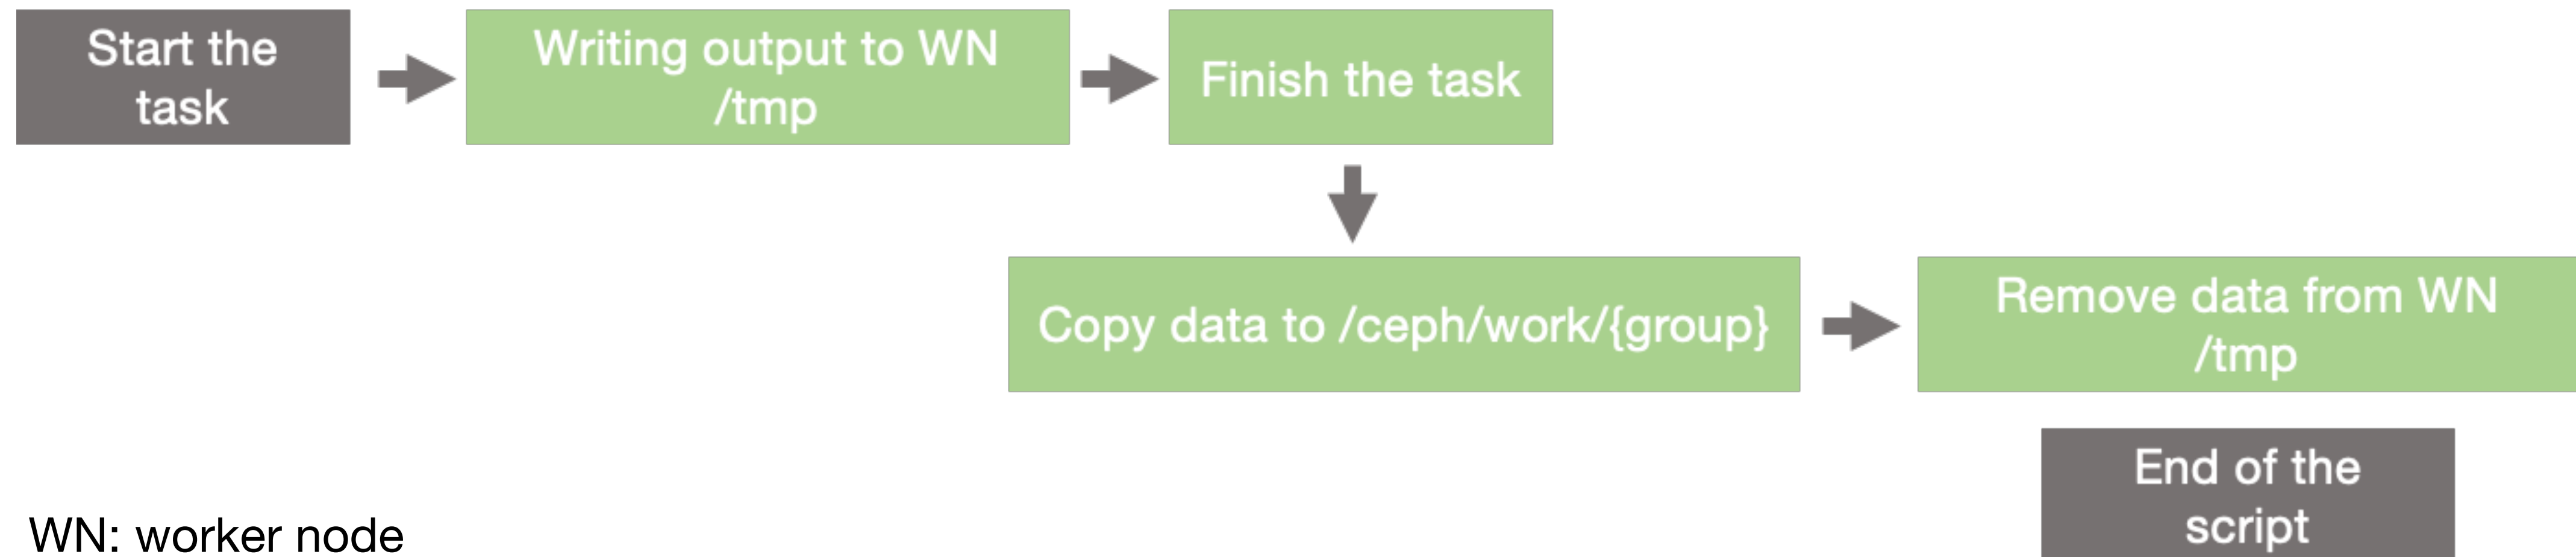 Start the
task
Writing output to WN
/tmp
Finish the task
Copy data to /ceph/work/{group}
Remove data from WN
/tmp
End of the
script
WN: worker node